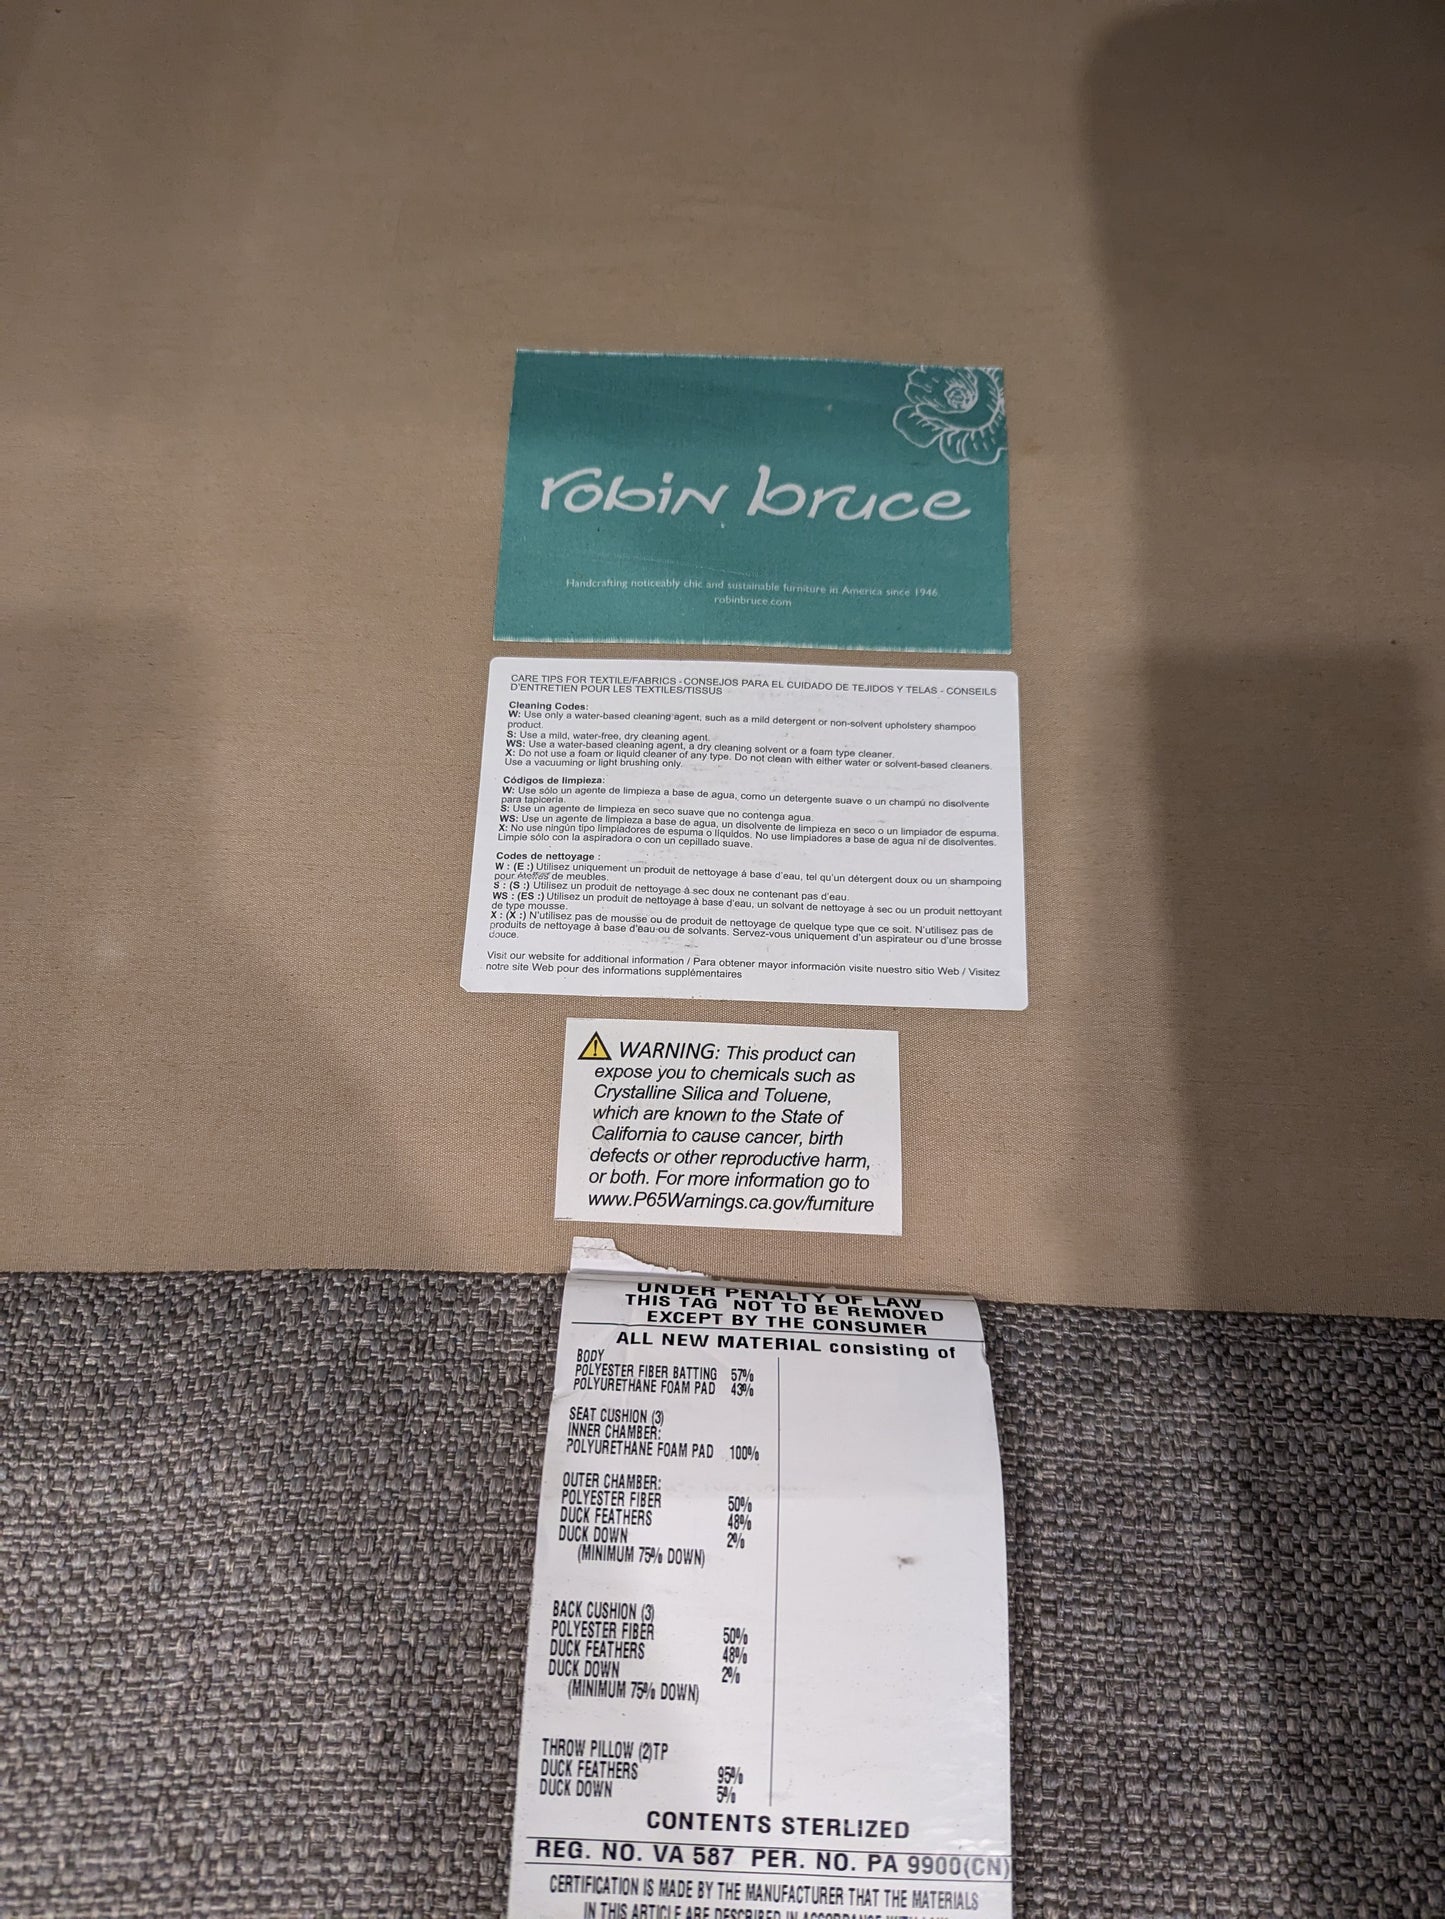 robin bruce
Handcrafting noticeably chic and sustainable furniture in America since 1946
robinbruce.com
CARE TIPS FOR TEXTILE/FABRICS - CONSEJOS PARA EL CUIDADO DE TEJIDOS Y TELAS - CONSEILS
D'ENTRETIEN POUR LES TEXTILES/TISSUS
Cleaning Codes:
W: Use only a water-based cleaning agent, such as a mild detergent or non-solvent upholstery shampoo
product.
S: Use a mild, water-free, dry cleaning agent.
WS: Use a water-based cleaning agent, a dry cleaning solvent or a foam type cleaner.
X: Do not use a foam or liquid cleaner of any type. Do not clean with either water or solvent-based cleaners.
Use a vacuuming or light brushing only.
Códigos de limpieza:
W: Use sólo un agente de limpieza a base de agua, como un detergente suave o un champú no disolvente
para tapicería.
S: Use un agente de limpieza en seco suave que no contenga agua.
WS: Use un agente de limpieza a base de agua, un disolvente de limpieza en seco o un limpiador de espuma.
X: No use ningún tipo limpiadores de espuma o líquidos. No use limpiadores a base de agua ni de disolventes.
Limpie sólo con la aspiradora o con un cepillado suave.
Codes de nettoyage :
W : (E :) Utilisez uniquement un produit de nettoyage à base d'eau, tel qu'un détergent doux ou un shampoing
pour de meubles.
S : (S :) Utilisez un produit de nettoyage à sec doux ne contenant pas d'eau.
WS : (ES :) Utilisez un produit de nettoyage à base d'eau, un solvant de nettoyage à sec ou un produit nettoyant
de type mousse.
X : (X :) N'utilisez pas de mousse ou de produit de nettoyage de quelque type que ce soit. N'utilisez pas de
produits de nettoyage à base d'eau ou de solvants. Servez-vous uniquement d'un aspirateur ou d'une brosse
douce.
Visit our website for additional information / Para obtener mayor información visite nuestro sitio Web / Visitez
notre site Web pour des informations supplémentaires
WARNING: This product can
expose you to chemicals such as
Crystalline Silica and Toluene,
which are known to the State of
California to cause cancer, birth
defects or other reproductive harm,
or both. For more information go to
www.P65Warnings.ca.gov/furniture
UNDER PENALTY OF LAW
THIS TAG NOT TO BE REMOVED
EXCEPT BY THE CONSUMER
ALL NEW MATERIAL consisting of
BODY
POLYESTER FIBER BATTING 57%
POLYURETHANE FOAM PAD 43%
SEAT CUSHION (3)
INNER CHAMBER:
POLYURETHANE FOAM PAD 100%
OUTER CHAMBER:
POLYESTER FIBER 50%
DUCK FEATHERS 48%
DUCK DOWN 2%
(MINIMUM 75% DOWN)
BACK CUSHION (3)
POLYESTER FIBER 50%
DUCK FEATHERS 48%
DUCK DOWN 2%
(MINIMUM 75% DOWN)
THROW PILLOW (2)TP
DUCK FEATHERS 95%
DUCK DOWN 5%
CONTENTS STERLIZED
REG. NO. VA 587 PER. NO. PA 9900(CN)
CERTIFICATION IS MADE BY THE MANUFACTURER THAT THE MATERIALS
IN THIS ARTICLE ARE DESCRIBED IN